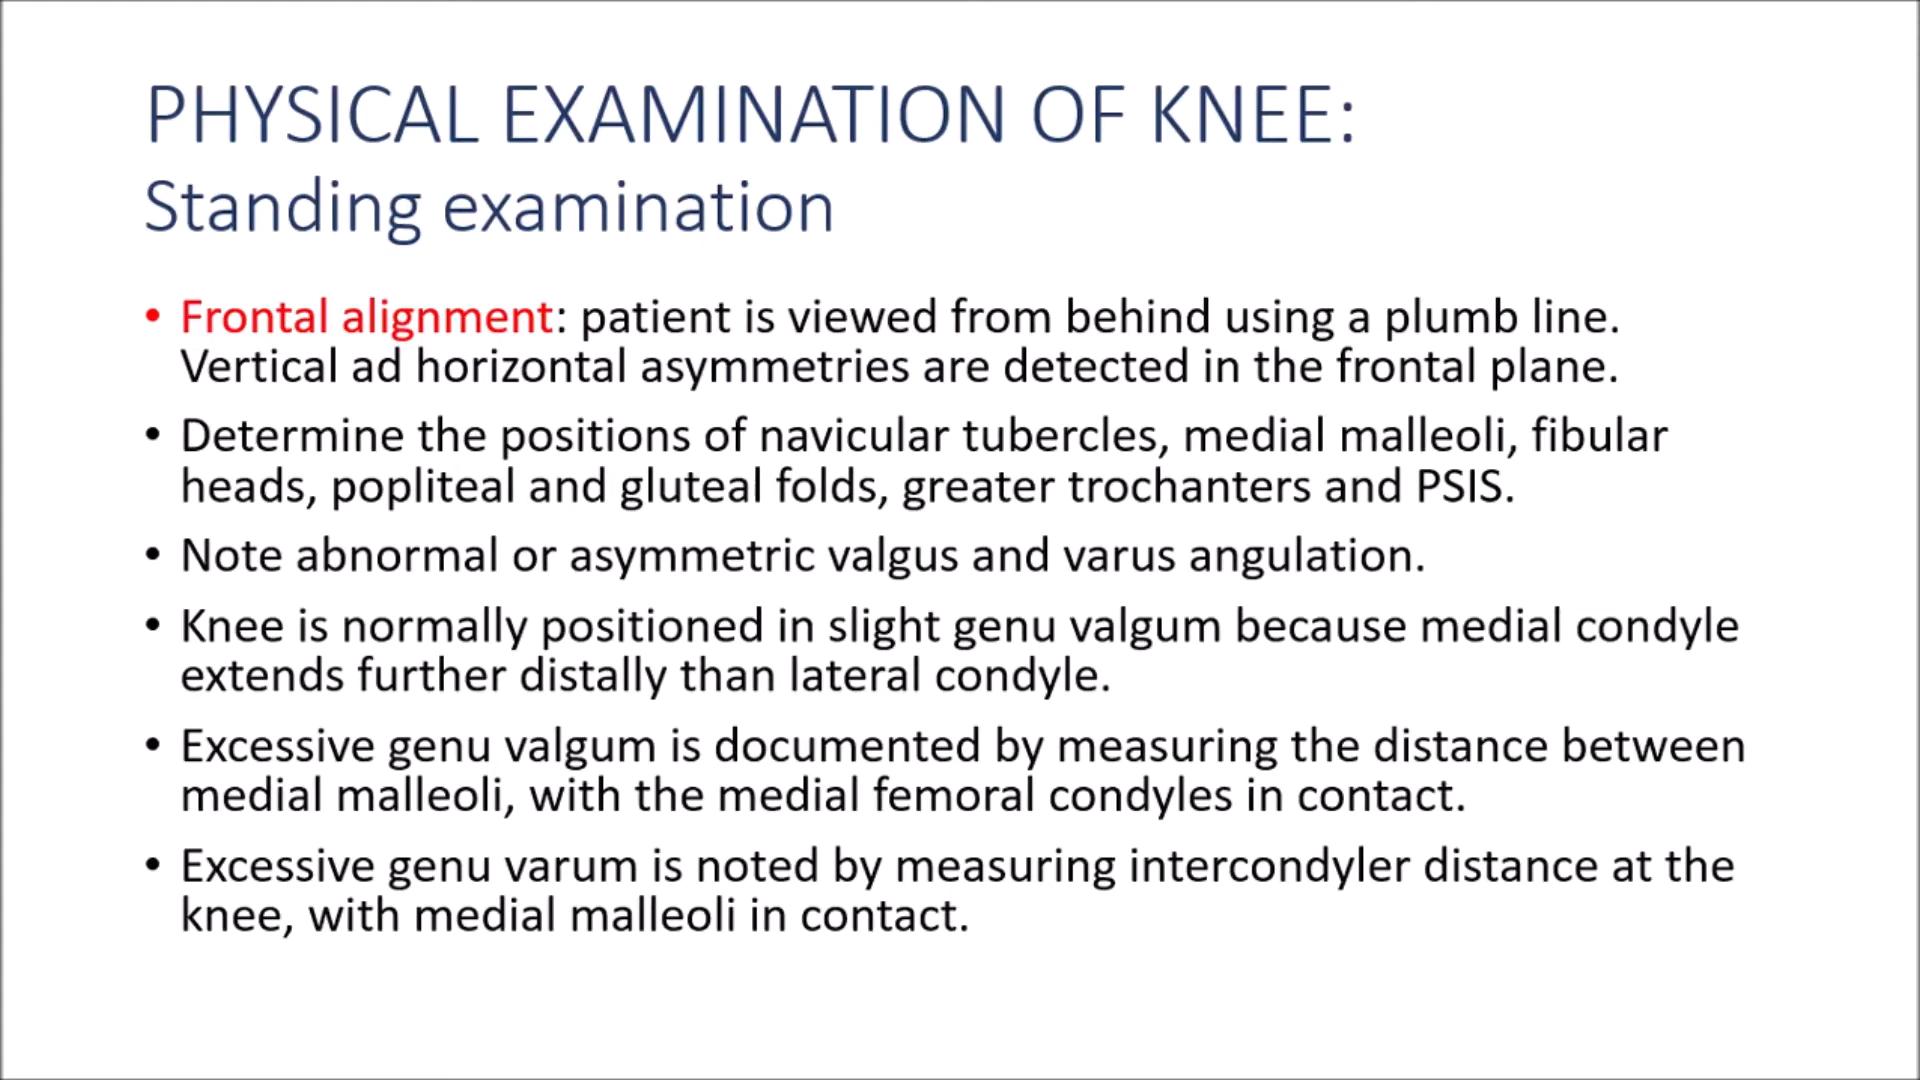 PHYSICAL EXAMINATION OF KNEE:
Standing examination
• Frontal alignment: patient is viewed from behind using a plumb line.
Vertical ad horizontal asymmetries are detected in the frontal plane.
• Determine the positions of navicular tubercles, medial malleoli, fibular
heads, popliteal and gluteal folds, greater trochanters and PSIS.
• Note abnormal or asymmetric valgus and varus angulation.
• Knee is normally positioned in slight genu valgum because medial condyle
extends further distally than lateral condyle.
• Excessive genu valgum is documented by measuring the distance between
medial malleoli, with the medial femoral condyles in contact.
• Excessive genu varum is noted by measuring intercondyler distance at the
knee, with medial malleoli in contact.